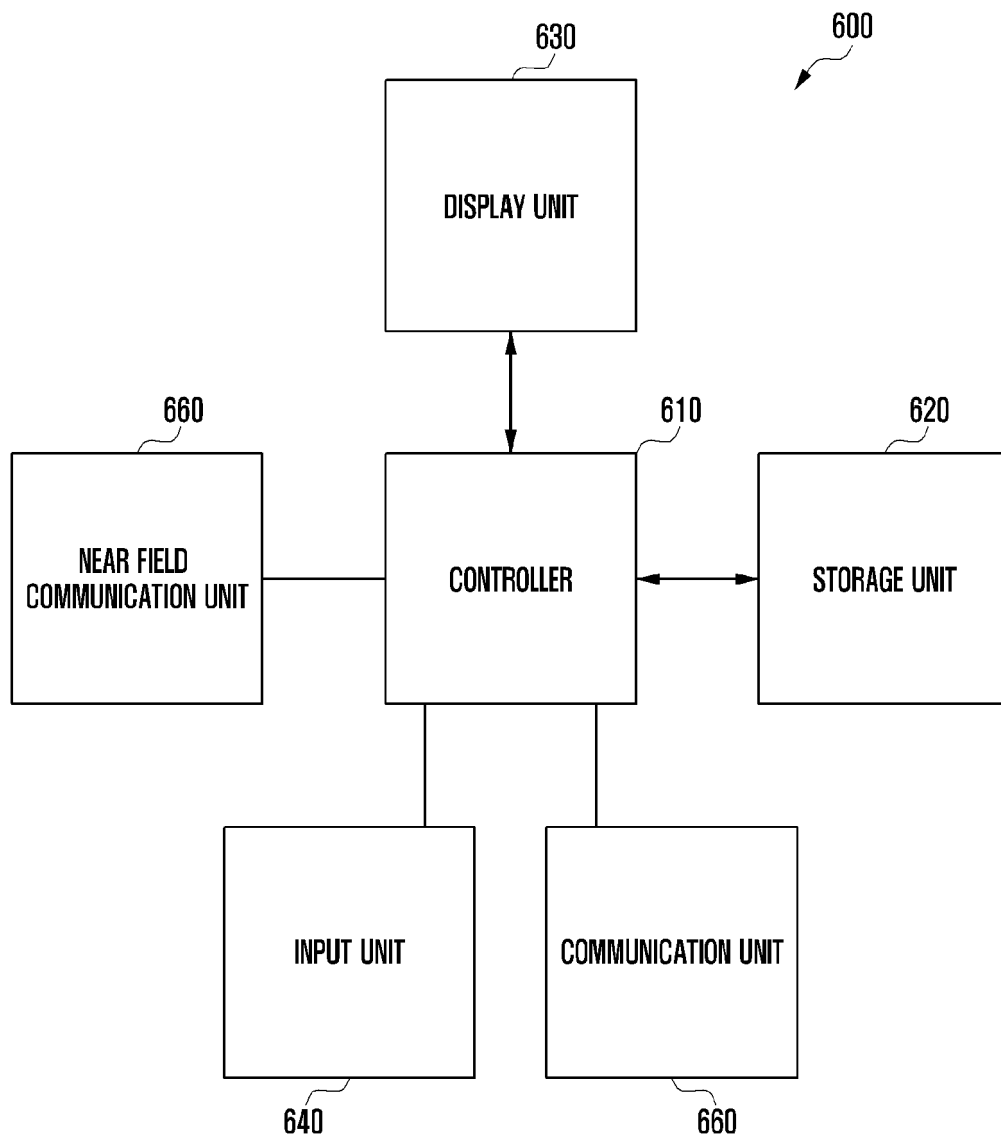 600
630
DISPLAY UNIT
660
610
620
NEAR FIELD
COMMUNICATION UNIT
CONTROLLER
STORAGE UNIT
INPUT UNIT
COMMUNICATION UNIT
640
660